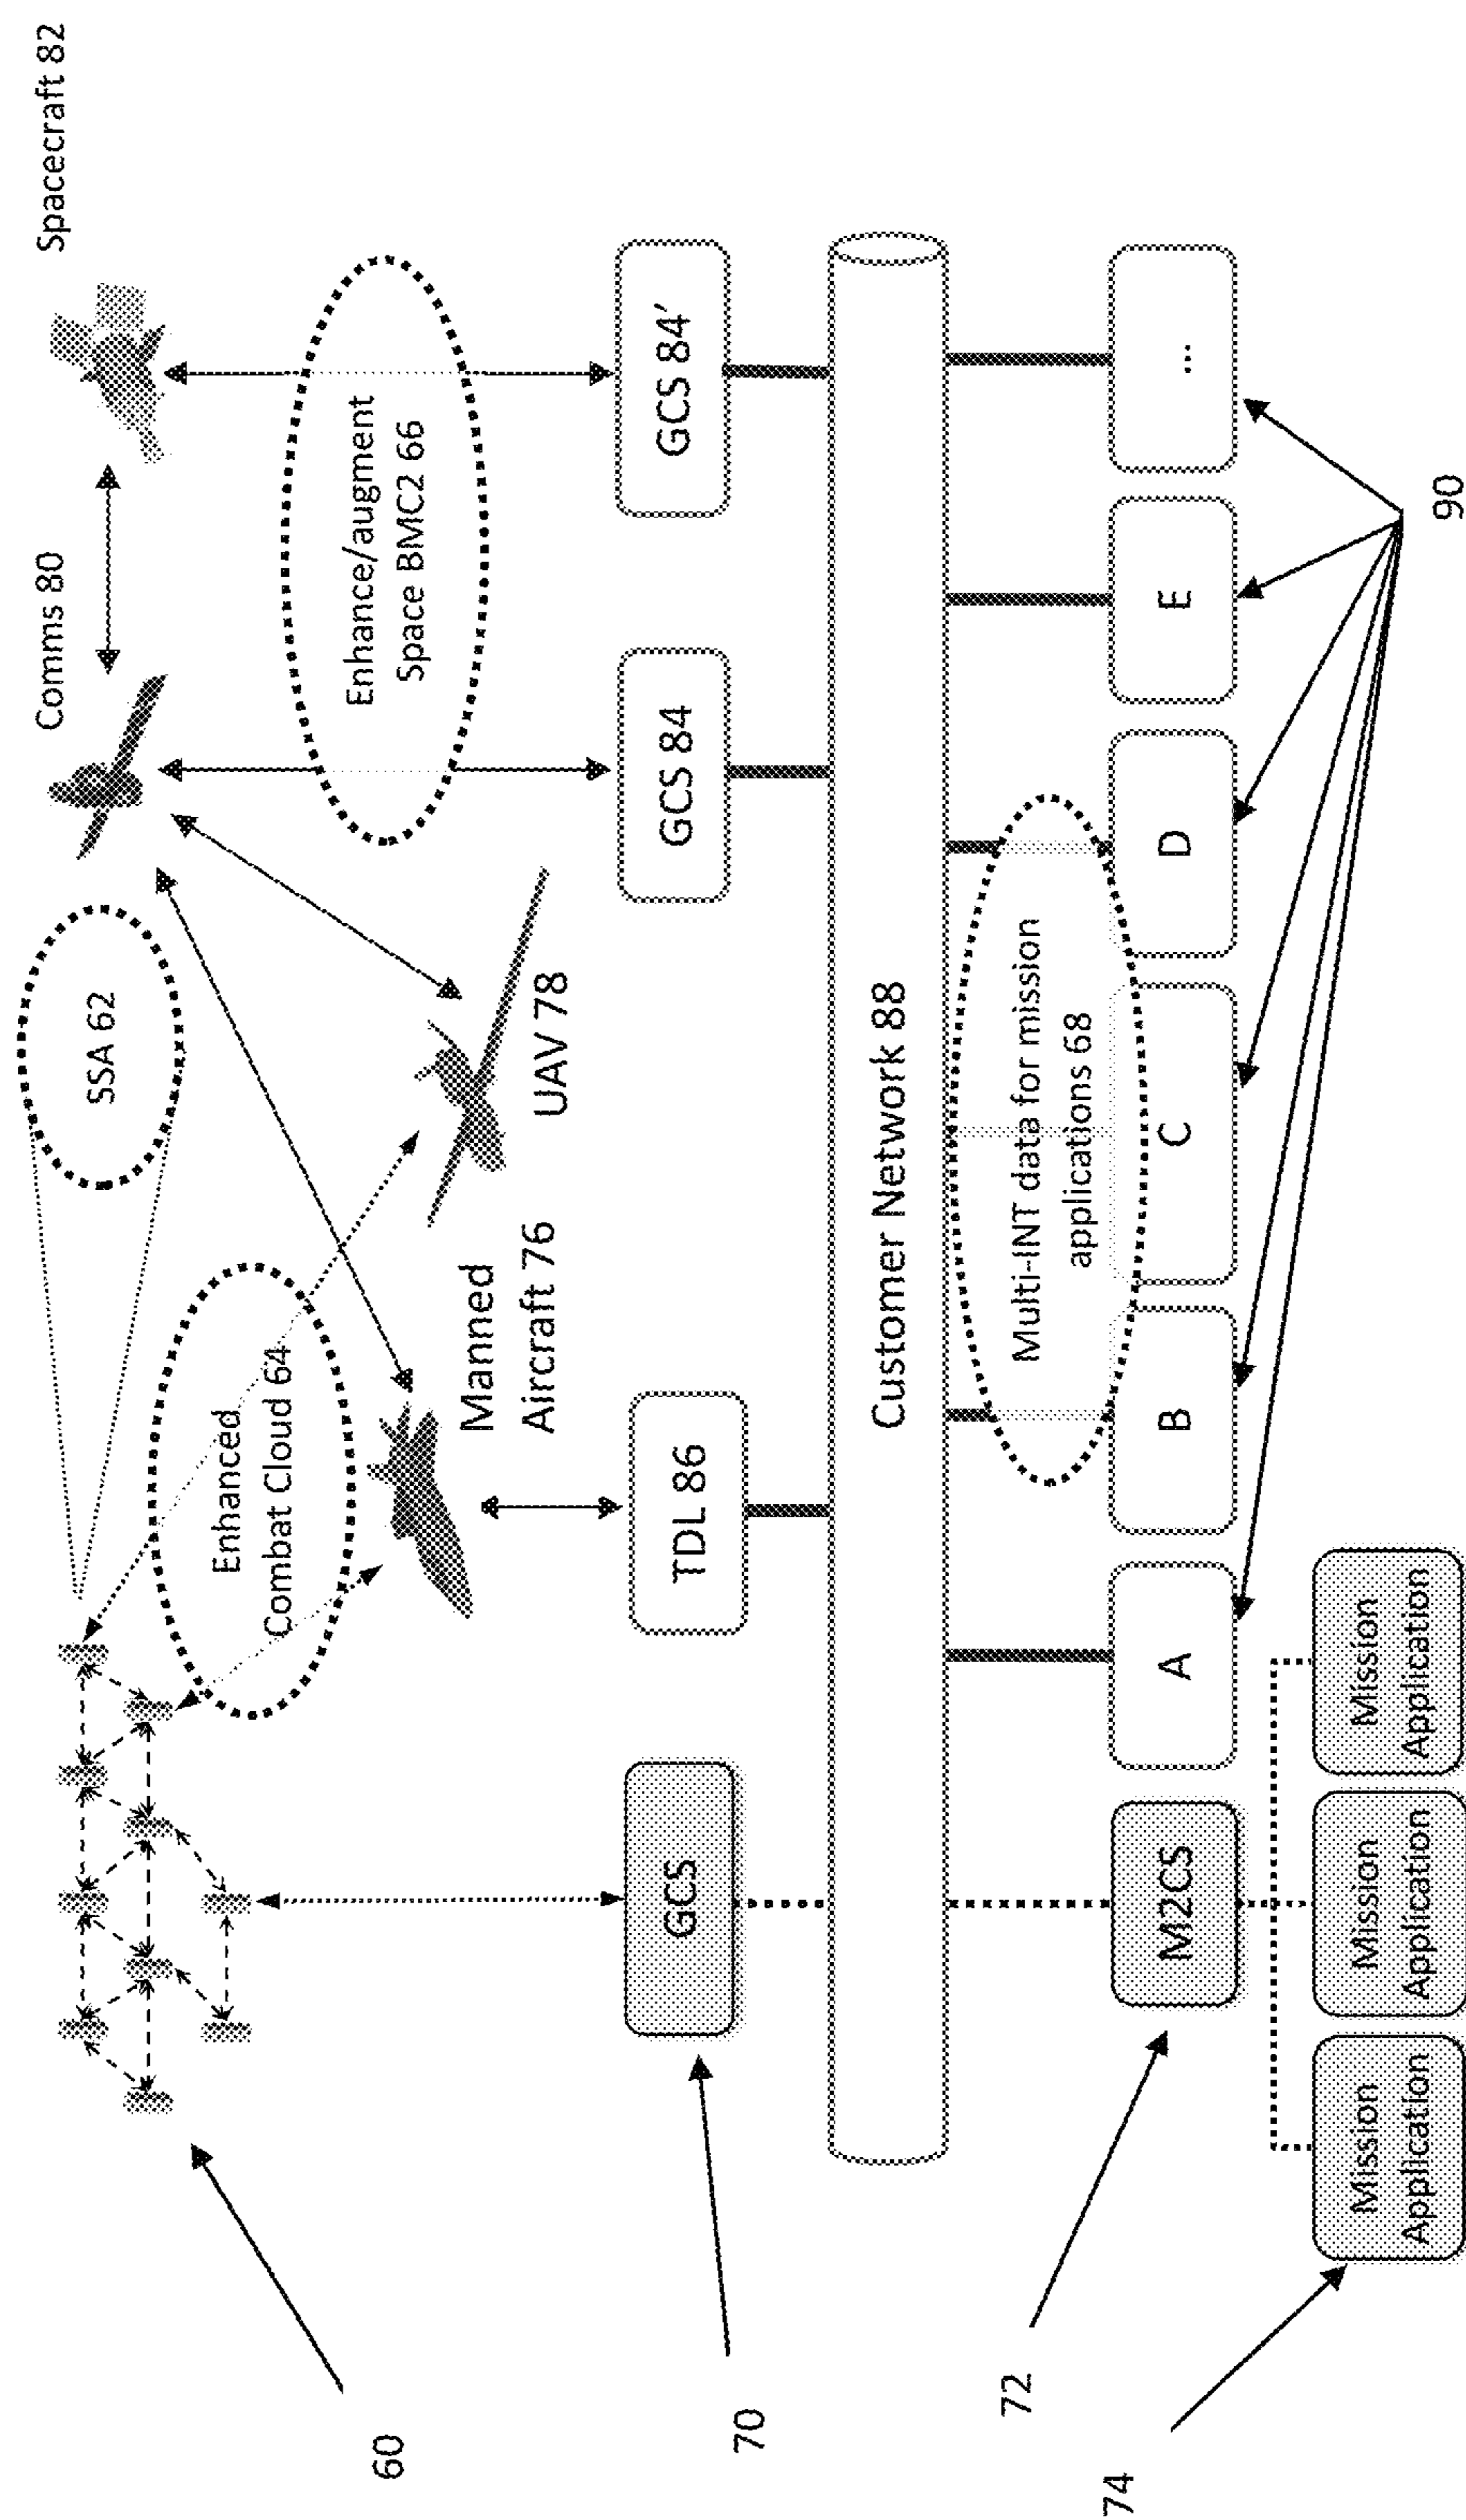 Spacecraft 82
Comms 80
SSA 62
Enhance/augment
Space BMC2 66
Enhanced
Combat Cloud 64
UAV 78
Manned
Aircraft 76
60
GCS
TDL 86
GCS 84
GCS 84'
70
Customer Network 88
Multi-INT data for mission
applications 68
72
M2CS
A
B
C
D
E
...
74
Mission
Application
Mission
Application
Mission
Application
90